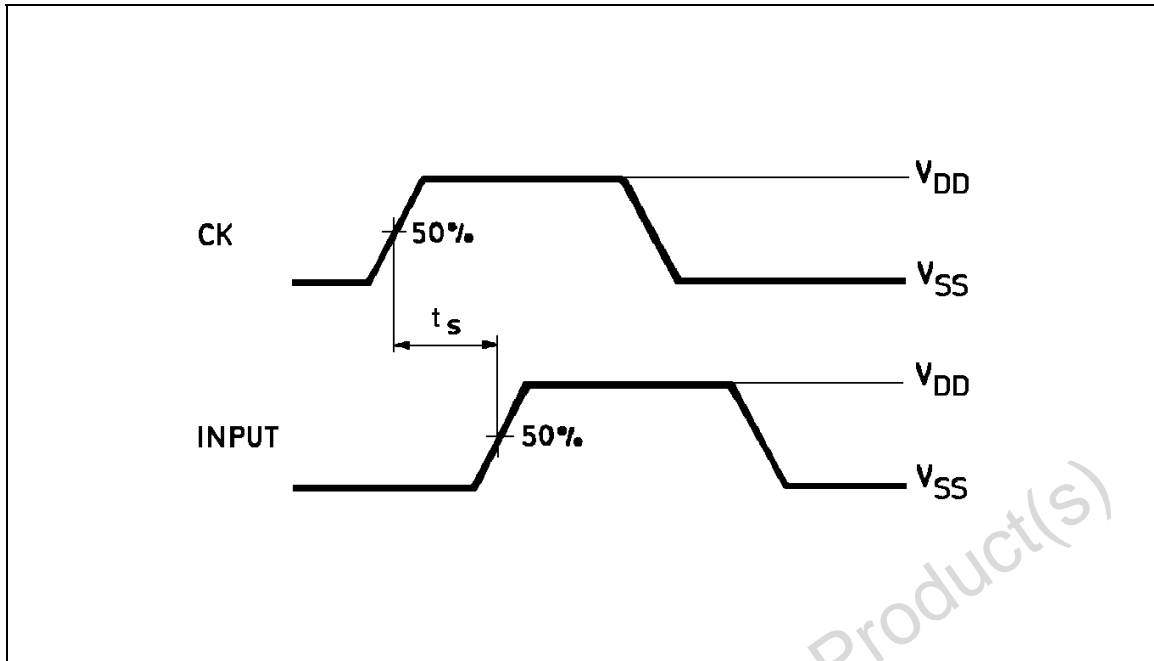 V_DD
CK
50%
V_SS
t_s
V_DD
INPUT
50%
V_SS
Product(s)